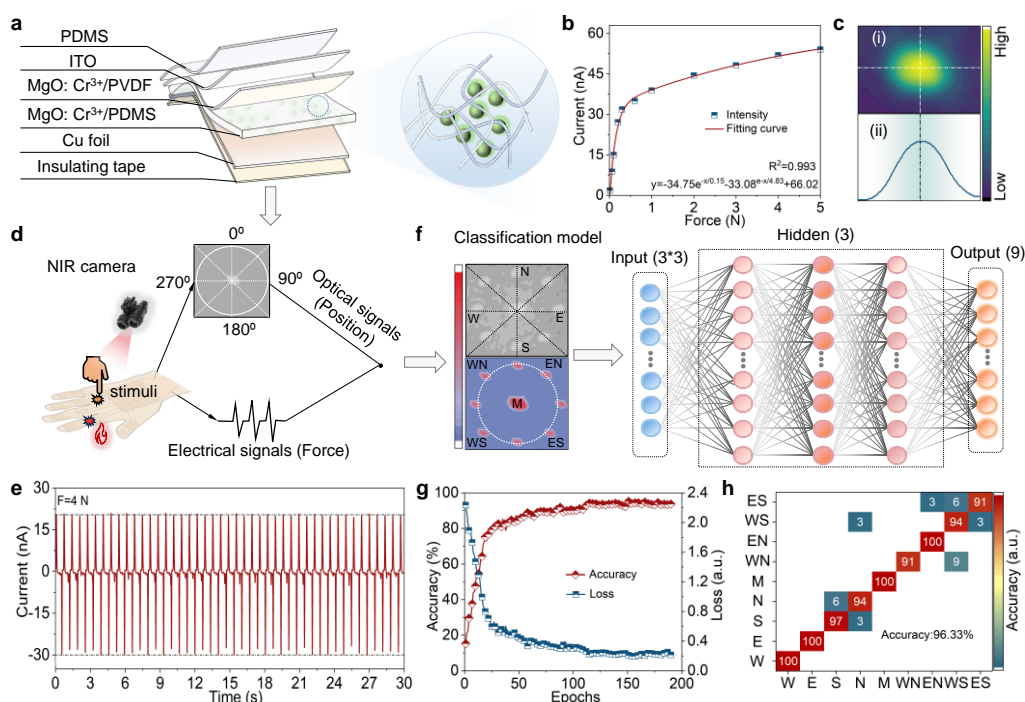 a
PDMS
ITO
MgO: Cr³⁺/PVDF
MgO: Cr³⁺/PDMS
Cu foil
Insulating tape
b
Current (nA)
60
45
30
15
0
Intensity
Fitting curve
R²=0.993
y=-34.75e^-x/0.15-33.08^e-x/4.83+66.02
0 1 2 3 4 5
Force (N)
c
(i)
(ii)
High
Low
d
NIR camera
0º
270º
90º
180º
Optical signals
(Position)
stimuli
Electrical signals (Force)
f
Classification model
N
W
E
S
WN
EN
M
WS
ES
Input (3*3)
Hidden (3)
Output (9)
e
Current (nA)
30
15
0
-15
-30
F=4 N
0 3 6 9 12 15 18 21 24 27 30
Time (s)
g
Accuracy (%)
100
80
60
40
20
0
Accuracy
Loss
2.4
2.0
1.6
1.2
0.8
0.4
0.0
Loss (a.u.)
0 50 100 150 200
Epochs
h
ES 3 6 91
WS 3 94 3
EN 100
WN 91 9
M 100
N 6 94
S 97 3
E 100
W 100
Accuracy:96.33%
W E S N M WN EN WS ES
Accuracy (a.u.)